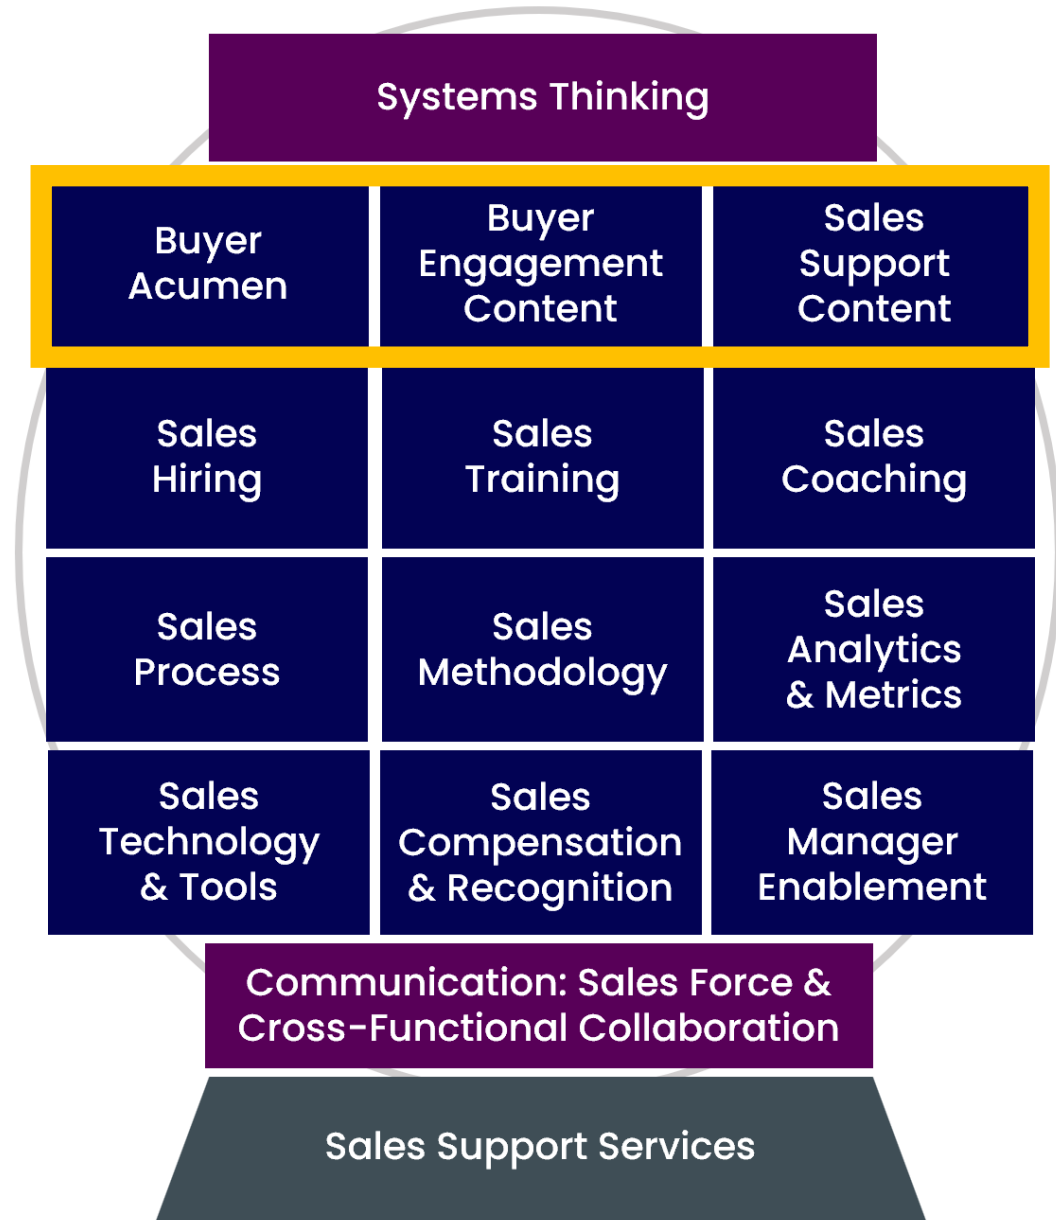 Systems Thinking
Buyer
Acumen
Buyer
Engagement
Content
Sales
Support
Content
Sales
Hiring
Sales
Training
Sales
Coaching
Sales
Process
Sales
Methodology
Sales
Analytics
& Metrics
Sales
Technology
& Tools
Sales
Compensation
& Recognition
Sales
Manager
Enablement
Communication: Sales Force &
Cross-Functional Collaboration
Sales Support Services